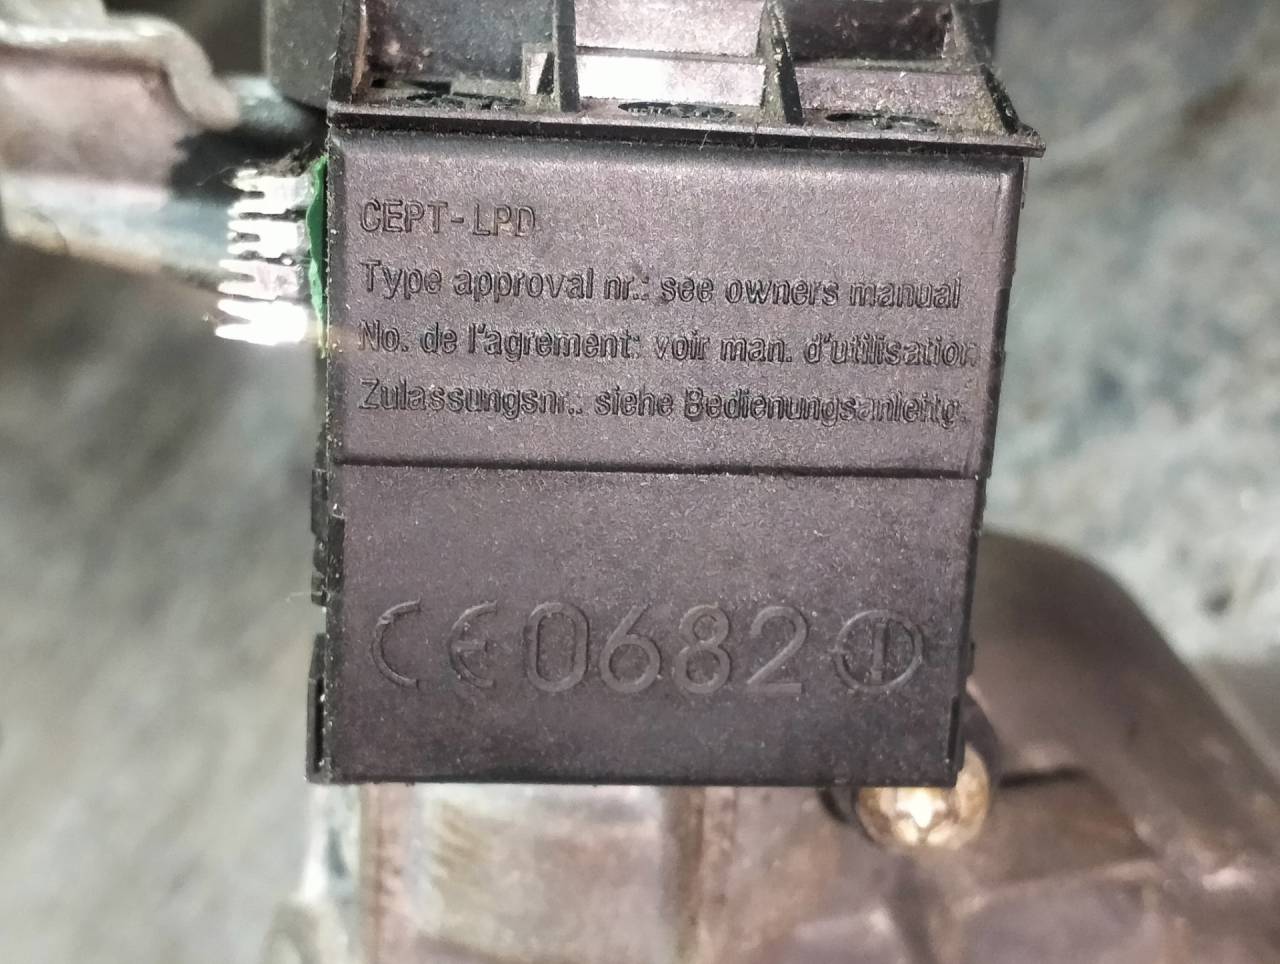 CEPT-LPD
Type approval nr.: see owners manual
No. de l'agrement: voir man. d'utilisation
Zulassungsnr.: siehe Bedienungsanleitg.
CE0682